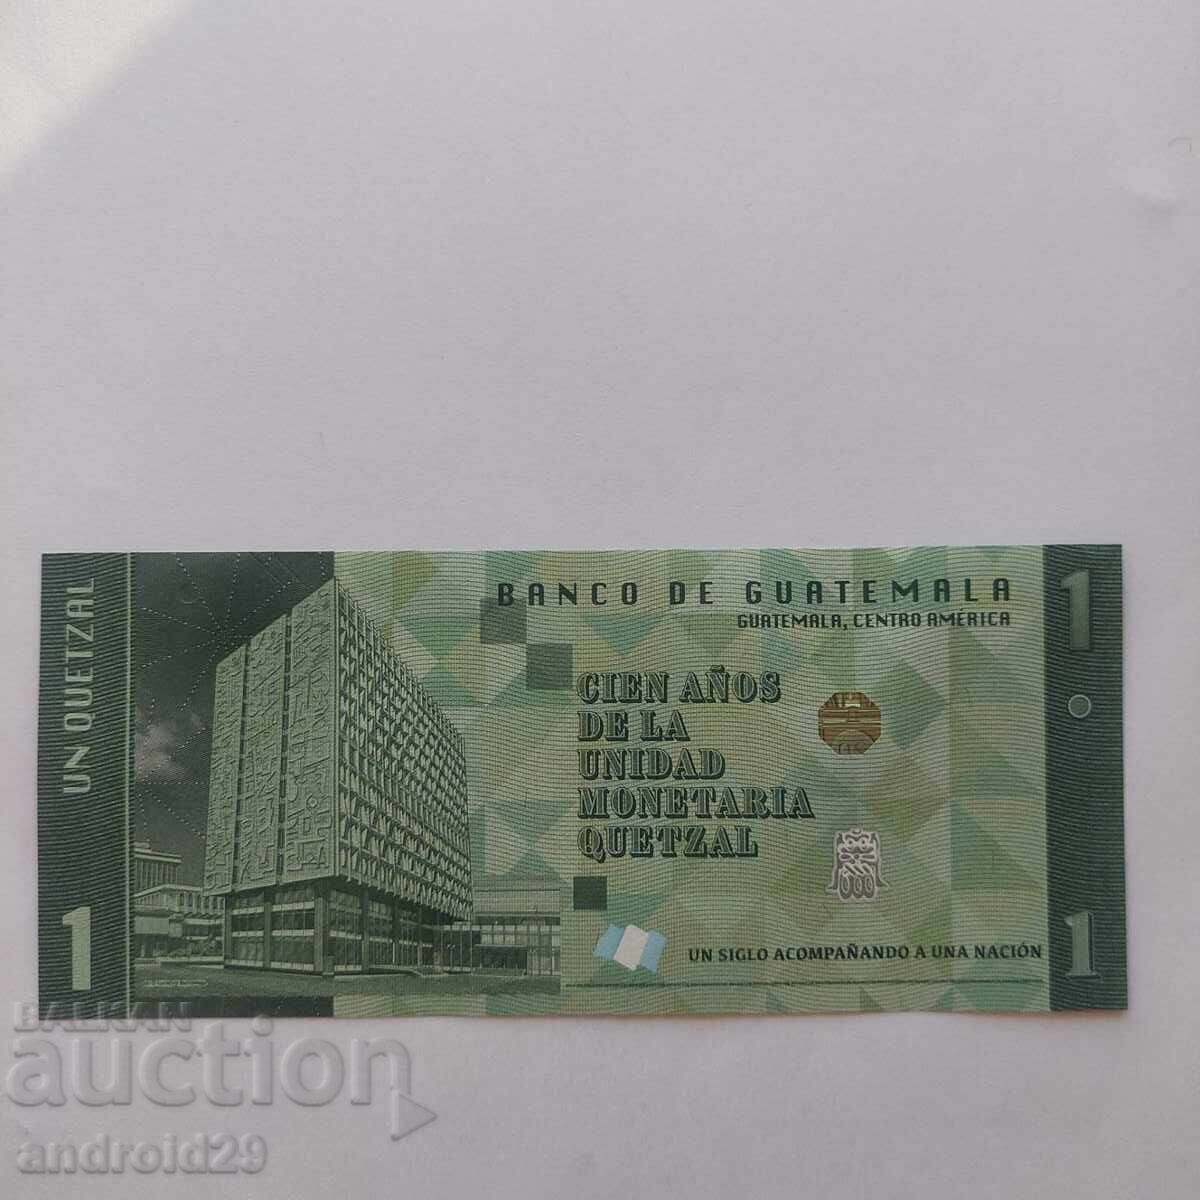 UN QUETZAL
1
BANCO DE GUATEMALA
GUATEMALA, CENTRO AMÉRICA
1
CIEN AÑOS
DE LA
UNIDAD
MONETARIA
QUETZAL
UN SIGLO ACOMPAÑANDO A UNA NACIÓN
1
BALKAN
auction
android29